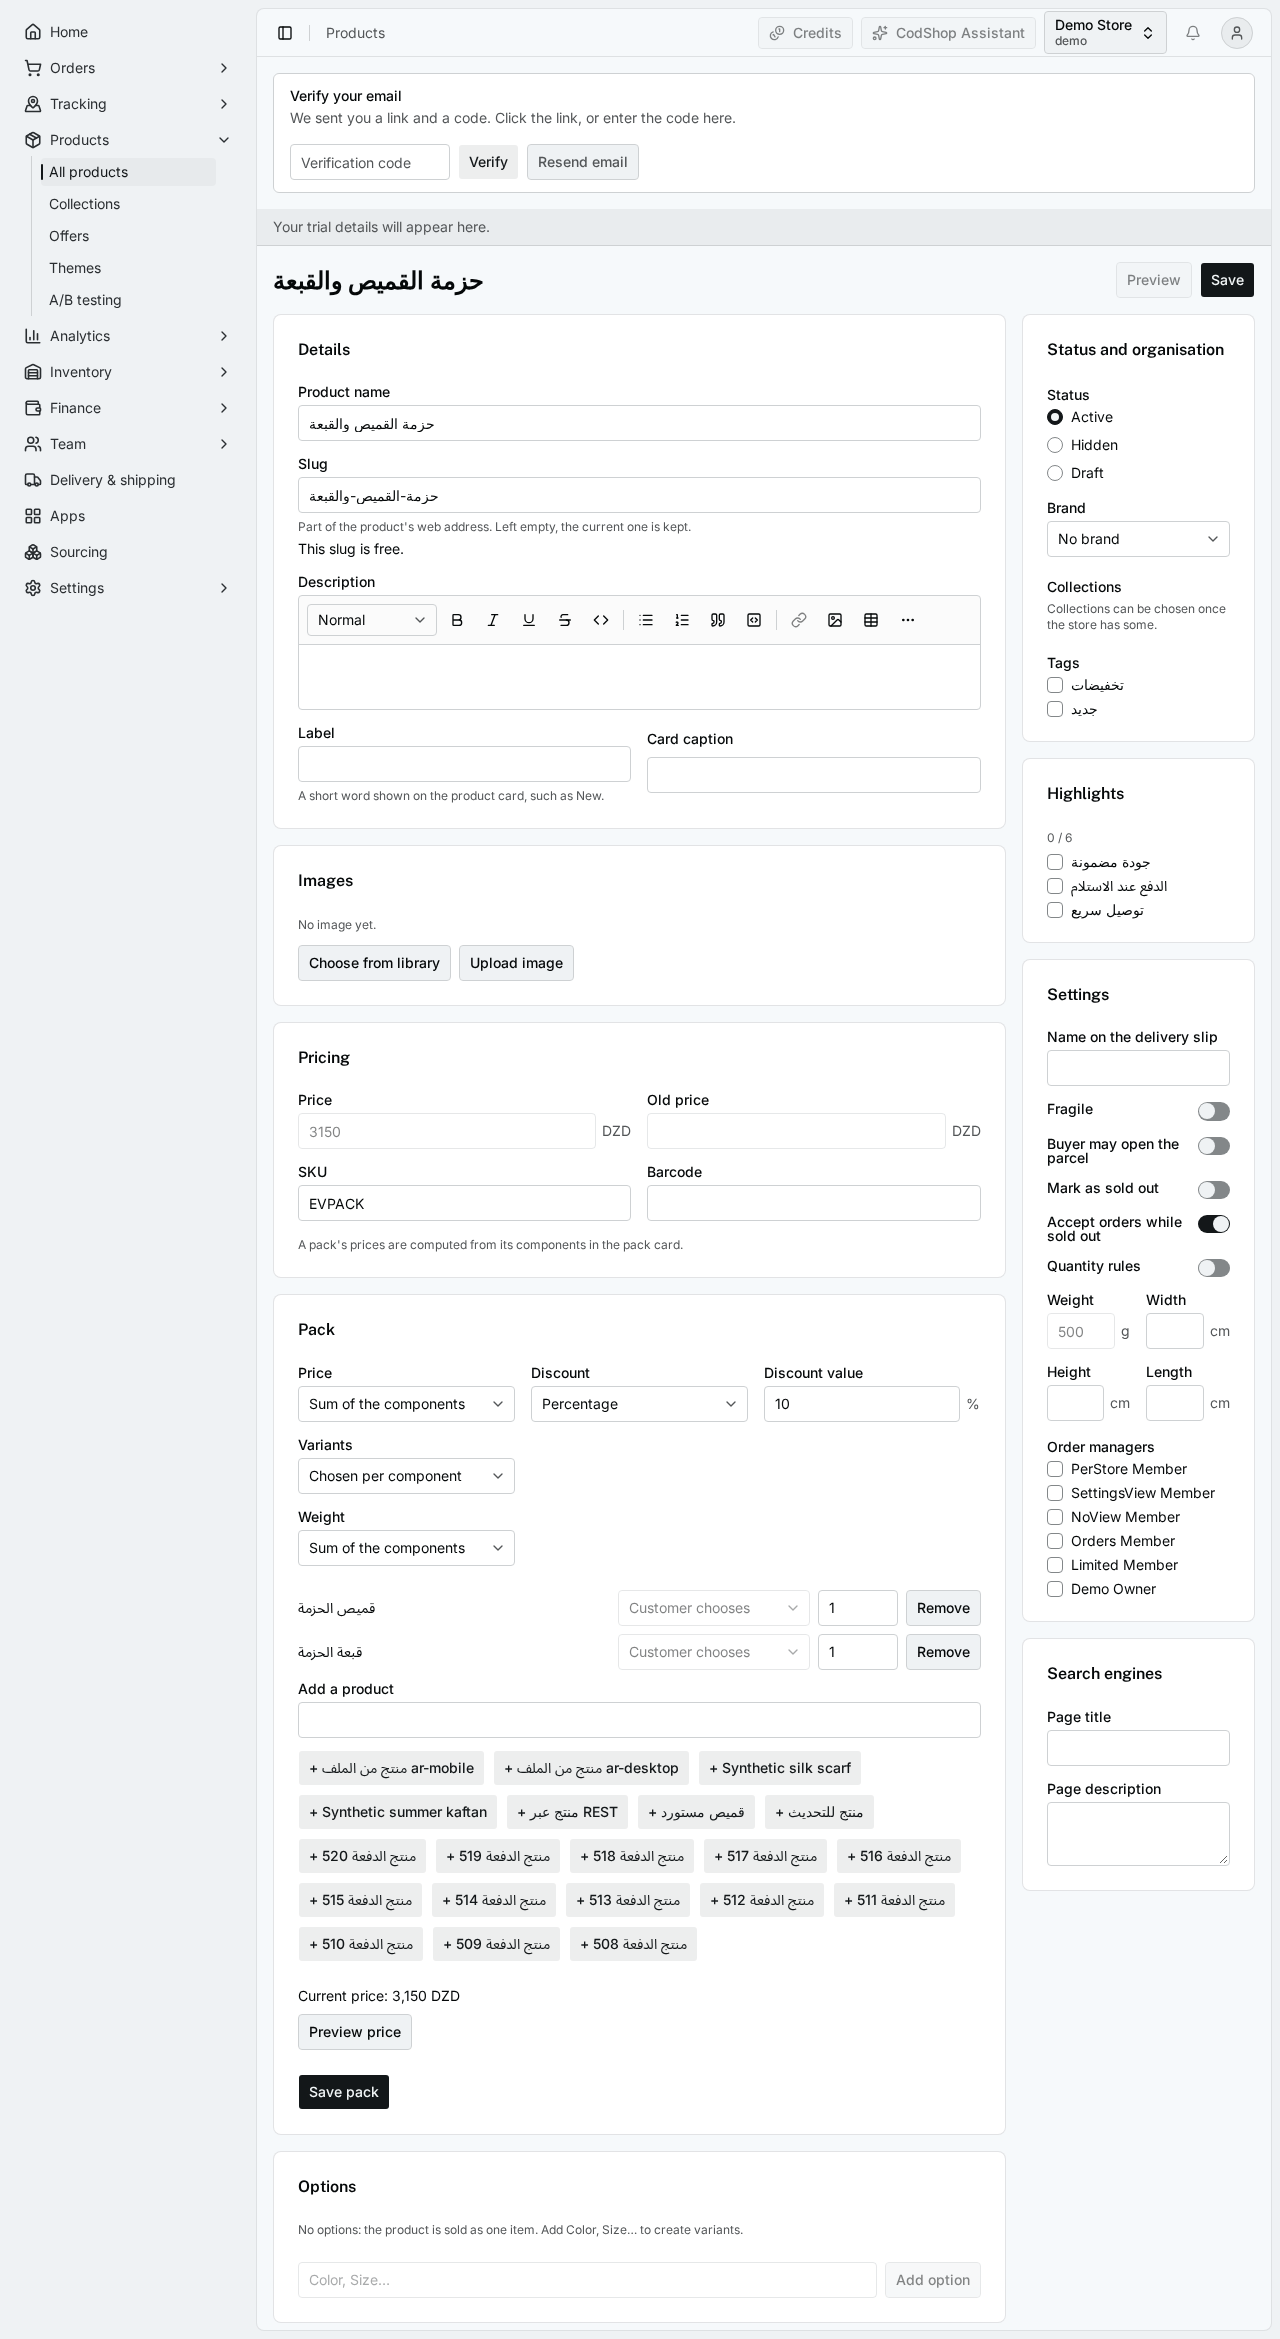 Home
Orders
Tracking
Products
All products
Collections
Offers
Themes
A/B testing
Analytics
Inventory
Finance
Team
Delivery & shipping
Apps
Sourcing
Settings
Products
Credits
CodShop Assistant
Demo Store
demo
Verify your email
We sent you a link and a code. Click the link, or enter the code here.
Verification code
Verify
Resend email
Your trial details will appear here.
حزمة القميص والقبعة
Preview
Save
Details
Product name
حزمة القميص والقبعة
Slug
حزمة-القميص-والقبعة
Part of the product's web address. Left empty, the current one is kept.
This slug is free.
Description
Normal
Label
Card caption
A short word shown on the product card, such as New.
Images
No image yet.
Choose from library
Upload image
Pricing
Price
Old price
3150 DZD
DZD
SKU
Barcode
EVPACK
A pack's prices are computed from its components in the pack card.
Pack
Price
Discount
Discount value
Sum of the components
Percentage
10 %
Variants
Chosen per component
Weight
Sum of the components
قميص الحزمة
Customer chooses
1
Remove
قبعة الحزمة
Customer chooses
1
Remove
Add a product
+ منتج من الملف ar-mobile
+ منتج من الملف ar-desktop
+ Synthetic silk scarf
+ Synthetic summer kaftan
+ منتج عبر REST
+ قميص مستورد
+ منتج للتحديث
+ منتج الدفعة 520
+ منتج الدفعة 519
+ منتج الدفعة 518
+ منتج الدفعة 517
+ منتج الدفعة 516
+ منتج الدفعة 515
+ منتج الدفعة 514
+ منتج الدفعة 513
+ منتج الدفعة 512
+ منتج الدفعة 511
+ منتج الدفعة 510
+ منتج الدفعة 509
+ منتج الدفعة 508
Current price: 3,150 DZD
Preview price
Save pack
Options
No options: the product is sold as one item. Add Color, Size... to create variants.
Color, Size...
Add option
Status and organisation
Status
Active
Hidden
Draft
Brand
No brand
Collections
Collections can be chosen once
the store has some.
Tags
تخفيضات
جديد
Highlights
0 / 6
جودة مضمونة
الدفع عند الاستلام
توصيل سريع
Settings
Name on the delivery slip
Fragile
Buyer may open the
parcel
Mark as sold out
Accept orders while
sold out
Quantity rules
Weight
Width
500 g
cm
Height
Length
cm
cm
Order managers
PerStore Member
SettingsView Member
NoView Member
Orders Member
Limited Member
Demo Owner
Search engines
Page title
Page description